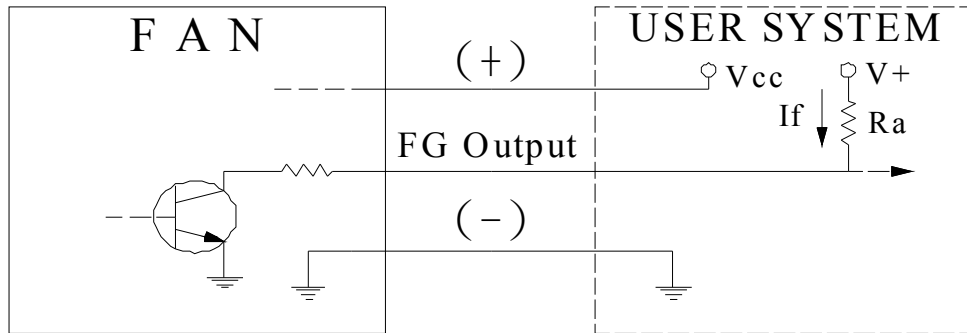 F A N
USER SYSTEM
(+)
Vcc
V+
If
Ra
FG Output
(-)